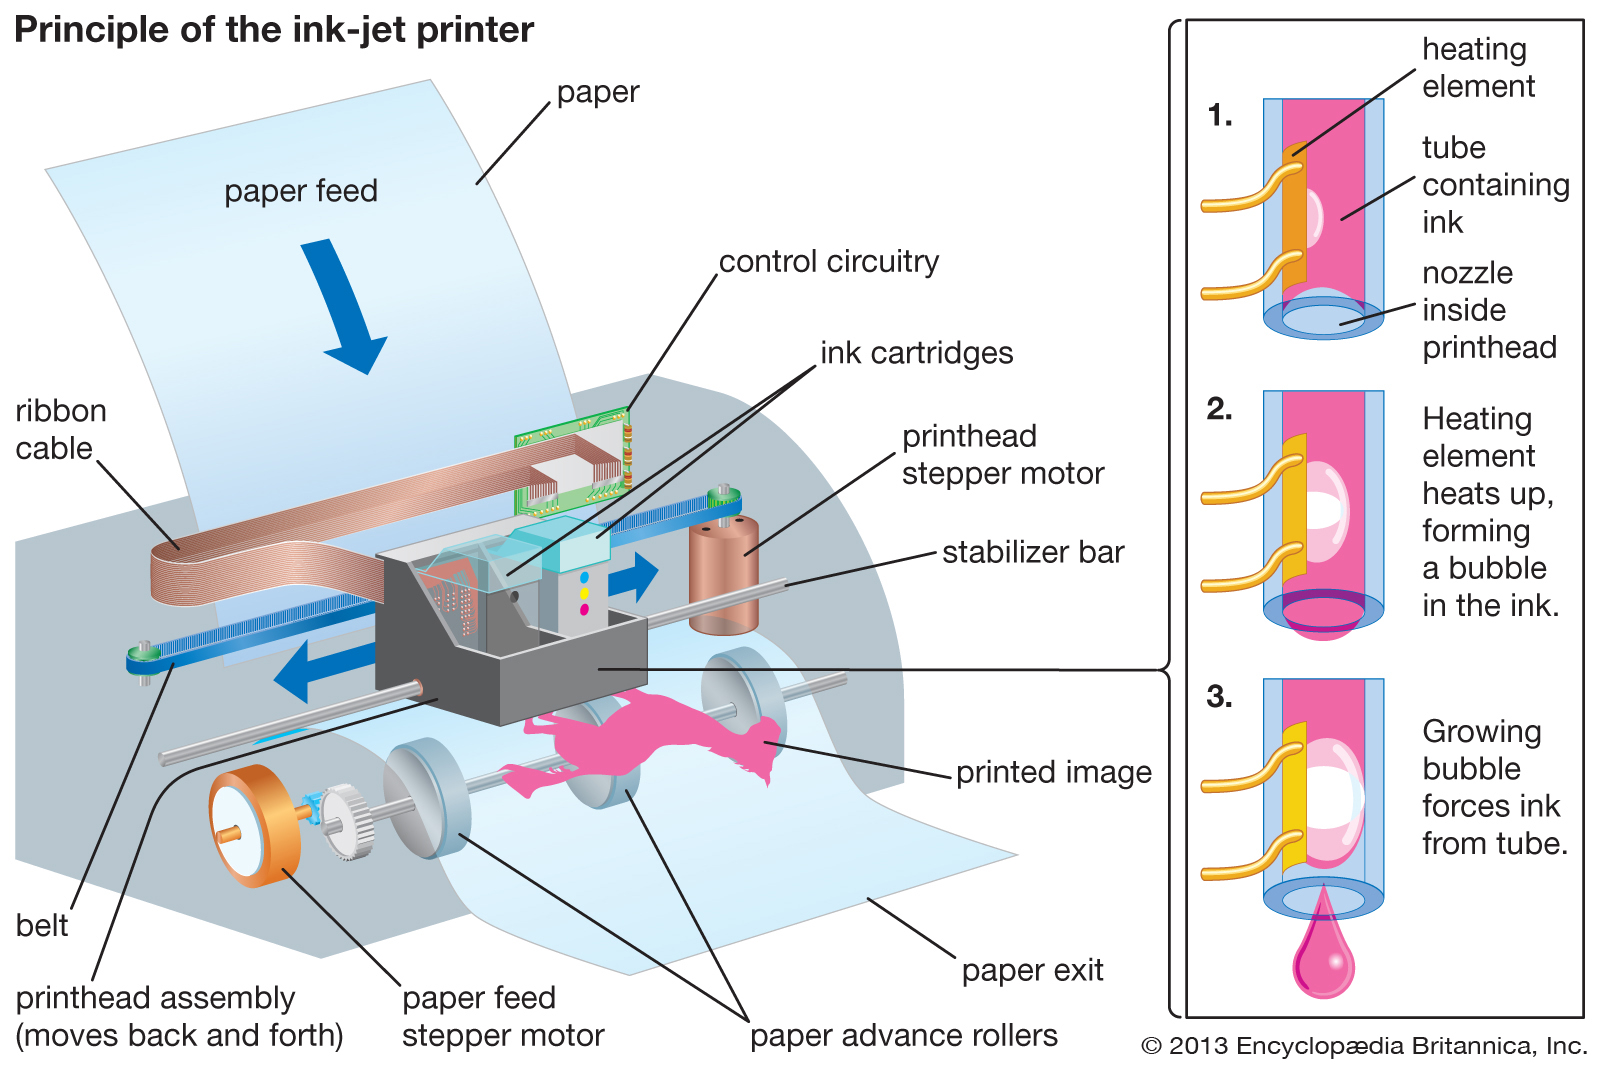 Principle of the ink-jet printer
paper
paper feed
control circuitry
ink cartridges
ribbon
cable
printhead
stepper motor
stabilizer bar
printed image
belt
printhead assembly
(moves back and forth)
paper feed
stepper motor
paper advance rollers
paper exit
1.
heating
element
tube
containing
ink
nozzle
inside
printhead
2.
Heating
element
heats up,
forming
a bubble
in the ink.
3.
Growing
bubble
forces ink
from tube.
© 2013 Encyclopædia Britannica, Inc.